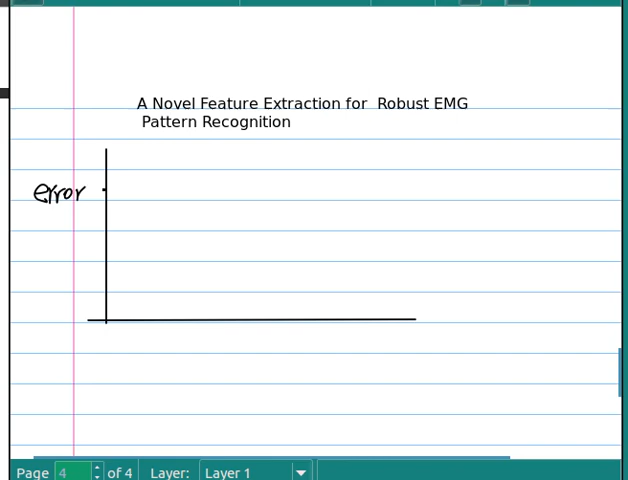 A Novel Feature Extraction for  Robust EMG
Pattern Recognition
error
Page 4 of 4 Layer: Layer 1